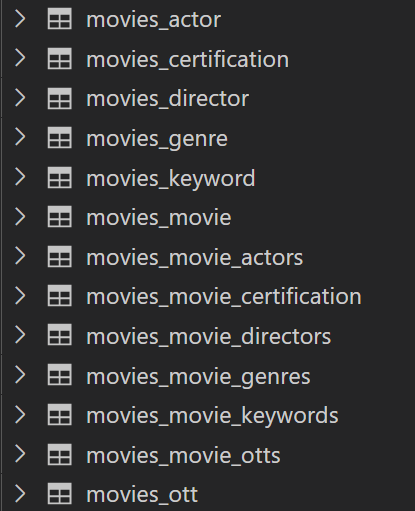 movies_actor
movies_certification
movies_director
movies_genre
movies_keyword
movies_movie
movies_movie_actors
movies_movie_certification
movies_movie_directors
movies_movie_genres
movies_movie_keywords
movies_movie_otts
movies_ott